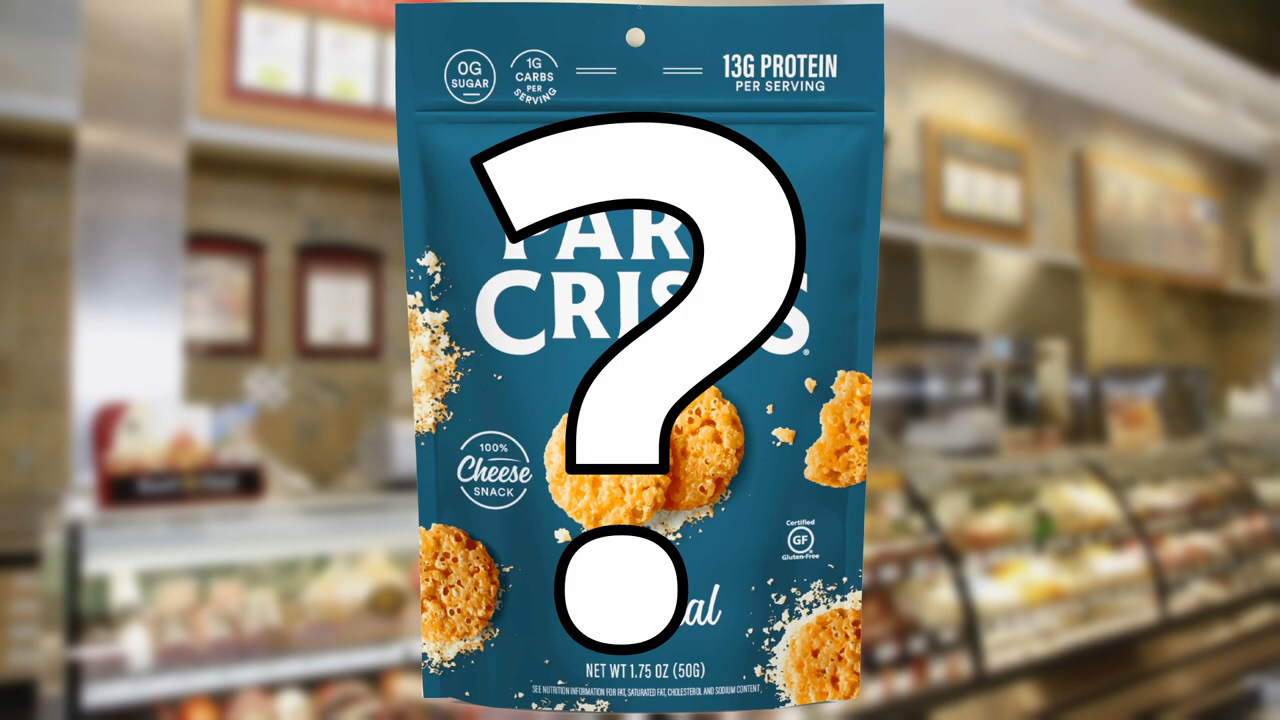 0G
SUGAR
1G
CARBS
PER
SERVING
13G PROTEIN
PER SERVING
?
CRISPS®
100%
Cheese
SNACK
Certified
GF
Gluten-Free
NET WT 1.75 OZ (50G)
SEE NUTRITION INFORMATION FOR FAT, SATURATED FAT, CHOLESTEROL AND SODIUM CONTENT